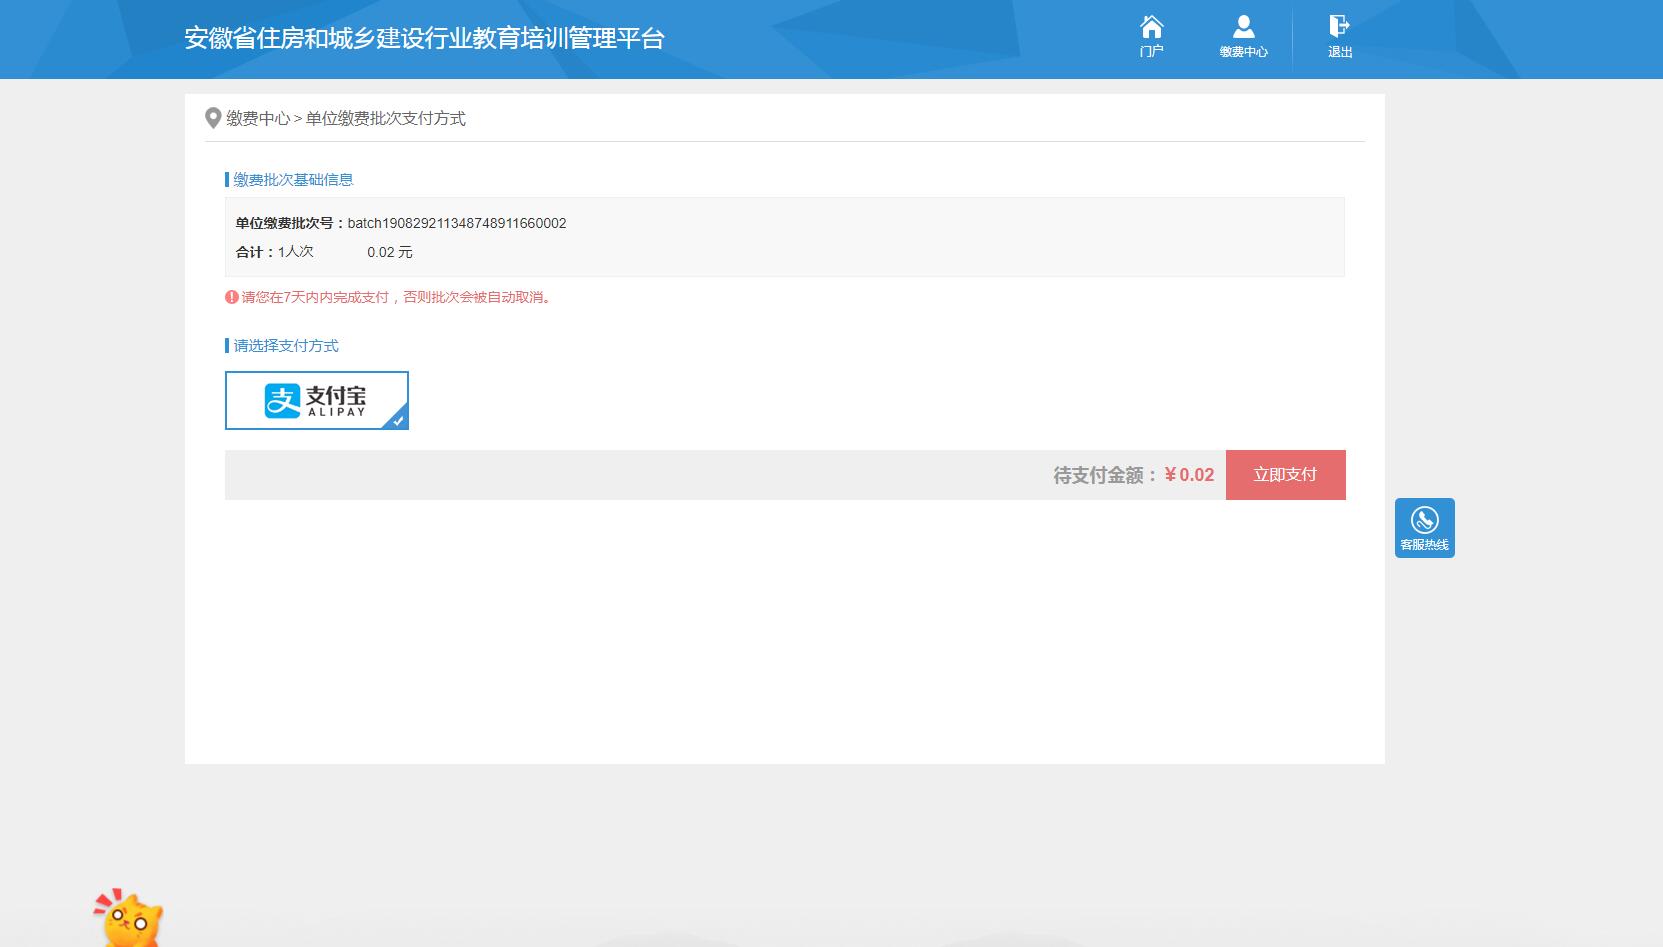 安徽省住房和城乡建设行业教育培训管理平台
门户
缴费中心
退出
缴费中心 > 单位缴费批次支付方式
缴费批次基础信息
单位缴费批次号：batch190829211348748911660002
合计：1人次 0.02 元
请您在7天内内完成支付，否则批次会被自动取消。
请选择支付方式
支付宝
ALIPAY
待支付金额：¥0.02
立即支付
客服热线